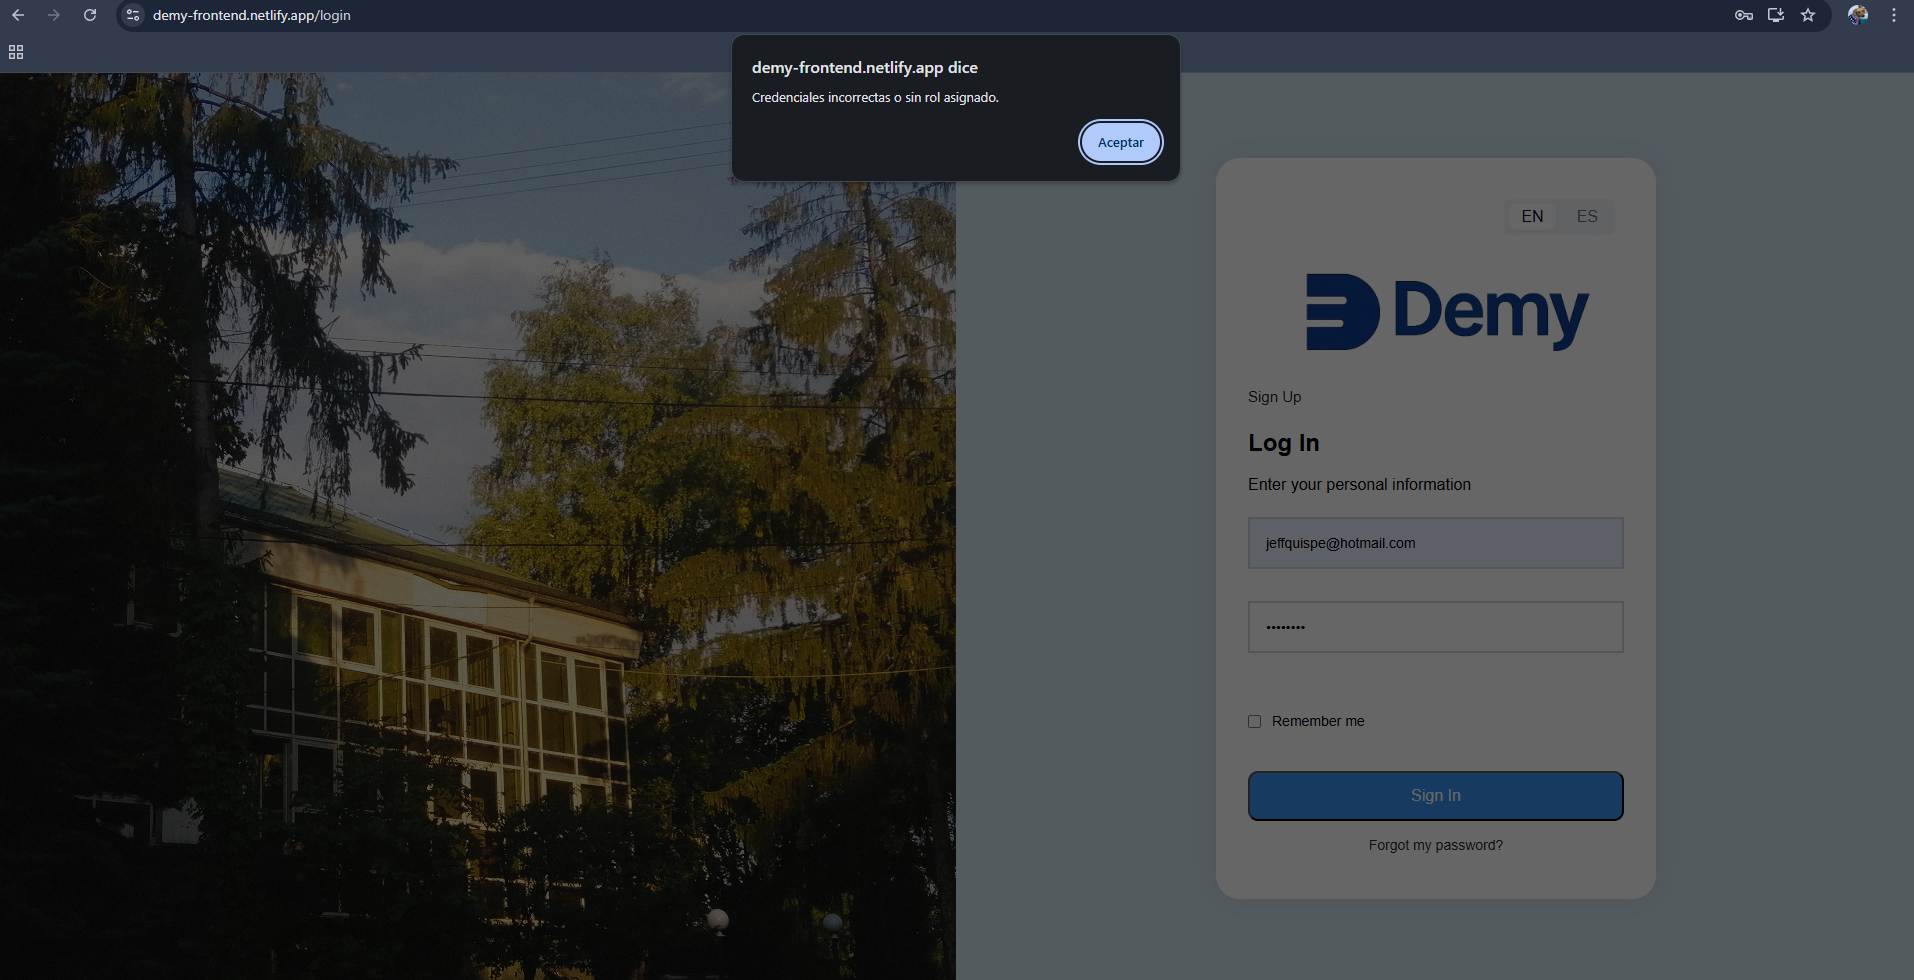 demy-frontend.netlify.app/login
demy-frontend.netlify.app dice
Credenciales incorrectas o sin rol asignado.
Aceptar
EN ES
Demy
Sign Up
Log In
Enter your personal information
jeffquispe@hotmail.com
••••••••
Remember me
Sign In
Forgot my password?